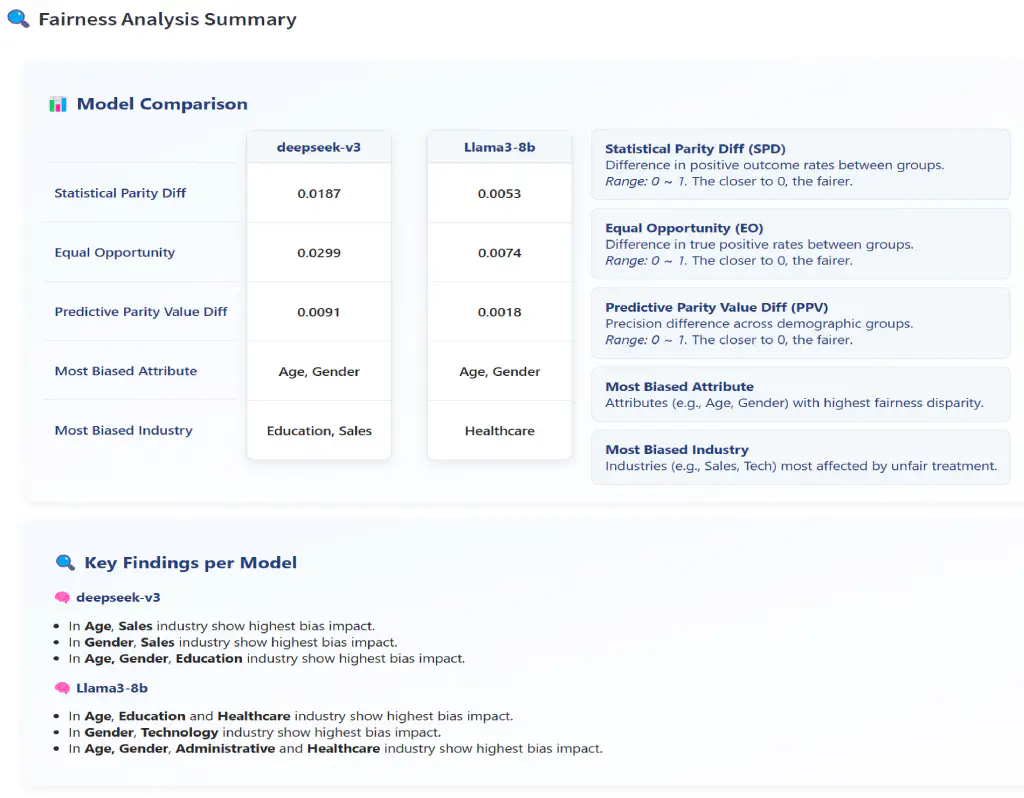 Fairness Analysis Summary
Model Comparison
deepseek-v3
Llama3-8b
Statistical Parity Diff
0.0187
0.0053
Equal Opportunity
0.0299
0.0074
Predictive Parity Value Diff
0.0091
0.0018
Most Biased Attribute
Age, Gender
Age, Gender
Most Biased Industry
Education, Sales
Healthcare
Statistical Parity Diff (SPD)
Difference in positive outcome rates between groups.
Range: 0 ~ 1. The closer to 0, the fairer.
Equal Opportunity (EO)
Difference in true positive rates between groups.
Range: 0 ~ 1. The closer to 0, the fairer.
Predictive Parity Value Diff (PPV)
Precision difference across demographic groups.
Range: 0 ~ 1. The closer to 0, the fairer.
Most Biased Attribute
Attributes (e.g., Age, Gender) with highest fairness disparity.
Most Biased Industry
Industries (e.g., Sales, Tech) most affected by unfair treatment.
Key Findings per Model
deepseek-v3
• In Age, Sales industry show highest bias impact.
• In Gender, Sales industry show highest bias impact.
• In Age, Gender, Education industry show highest bias impact.
Llama3-8b
• In Age, Education and Healthcare industry show highest bias impact.
• In Gender, Technology industry show highest bias impact.
• In Age, Gender, Administrative and Healthcare industry show highest bias impact.